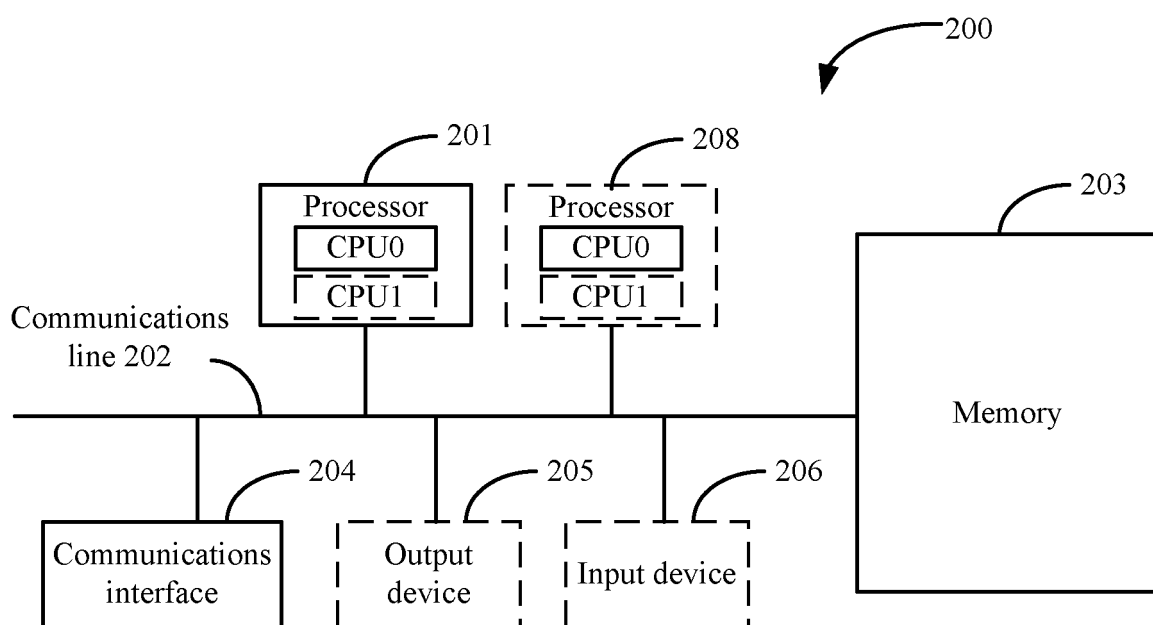 200
201
208
203
Processor
CPU0
CPU1
Processor
CPU0
CPU1
Communications
line 202
Memory
204
205
206
Communications
interface
Output
device
Input device